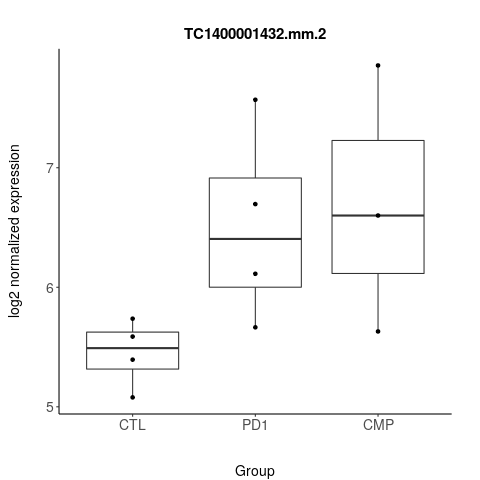 TC1400001432.mm.2
log2 normalized expression
7
6
5
CTL
PD1
CMP
Group